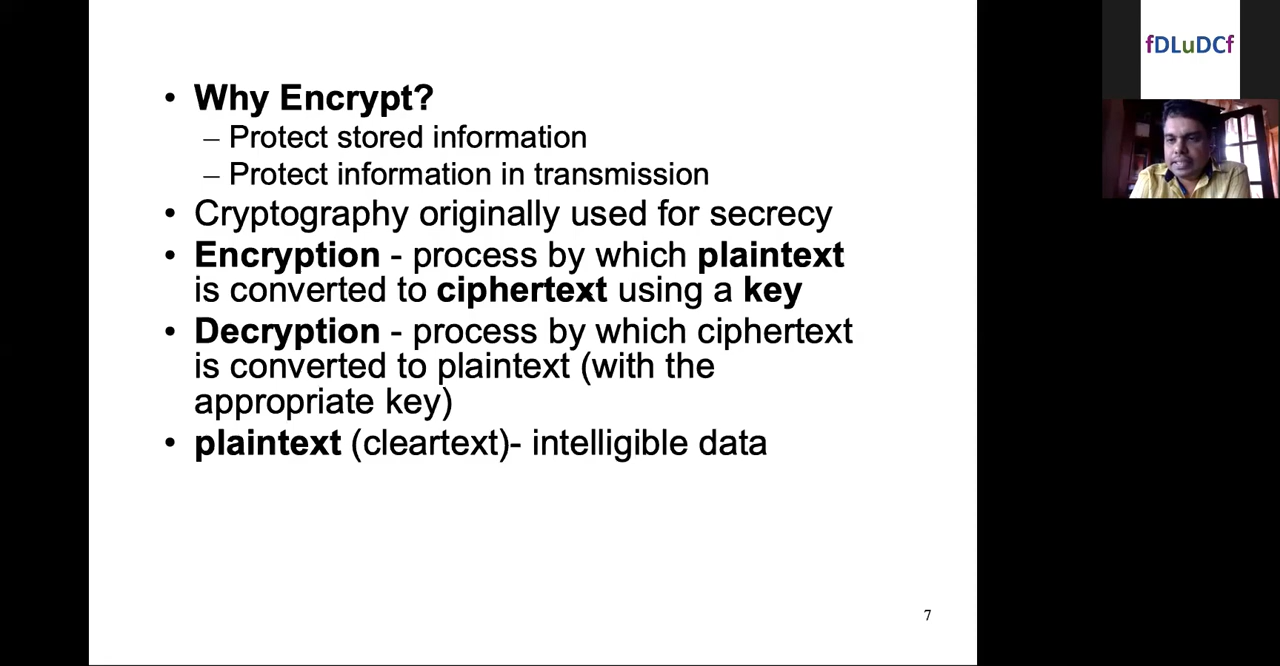 • Why Encrypt?
– Protect stored information
– Protect information in transmission
• Cryptography originally used for secrecy
• Encryption - process by which plaintext
is converted to ciphertext using a key
• Decryption - process by which ciphertext
is converted to plaintext (with the
appropriate key)
• plaintext (cleartext)- intelligible data
7
fDLuDCf